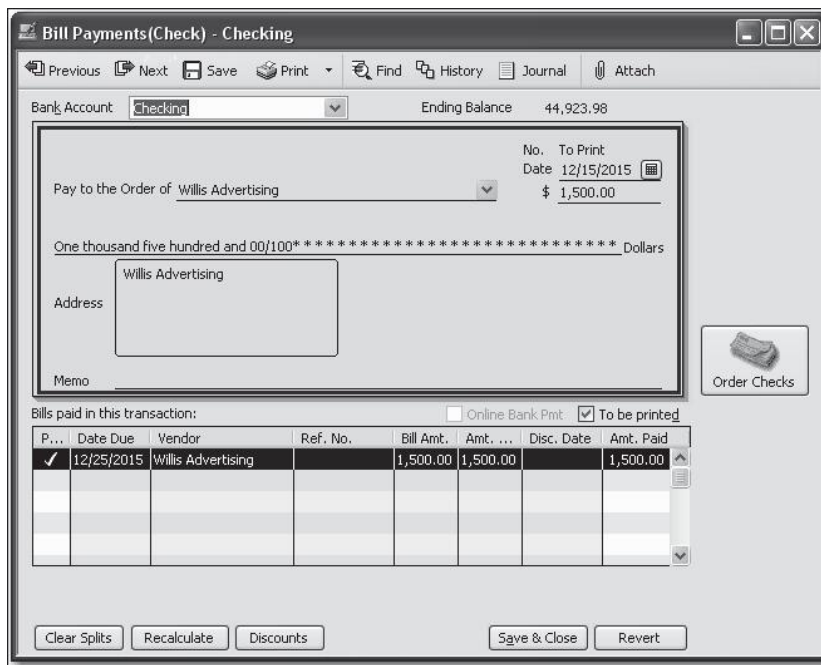 Bill Payments(Check) - Checking
Previous Next Save Print Find History Journal Attach
Bank Account Checking Ending Balance 44,923.98
No. To Print
Date 12/15/2015
Pay to the Order of Willis Advertising $ 1,500.00
One thousand five hundred and 00/100* * * * * * * * * * * * * * * * * * * * * * * * * * * * * Dollars
Willis Advertising
Address
Memo
Order Checks
Bills paid in this transaction: Online Bank Pmt To be printed
P... Date Due Vendor Ref. No. Bill Amt. Amt. ... Disc. Date Amt. Paid
12/25/2015 Willis Advertising 1,500.00 1,500.00 1,500.00
Clear Splits Recalculate Discounts Save & Close Revert